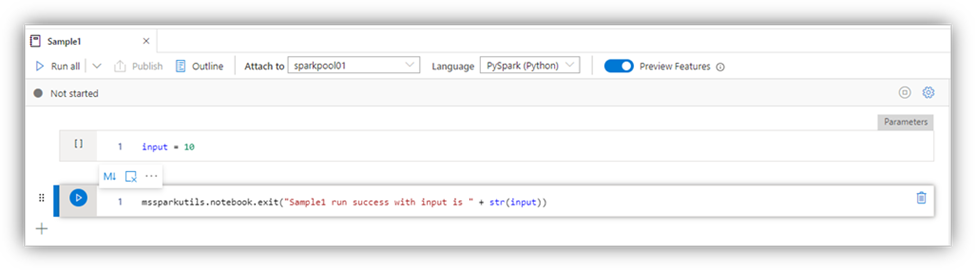 Sample1
Run all Publish Outline Attach to sparkpool01 Language PySpark (Python) Preview Features
Not started
Parameters
[ ] 1 input = 10
M↓ ...
1 mssparkutils.notebook.exit("Sample1 run success with input is " + str(input))